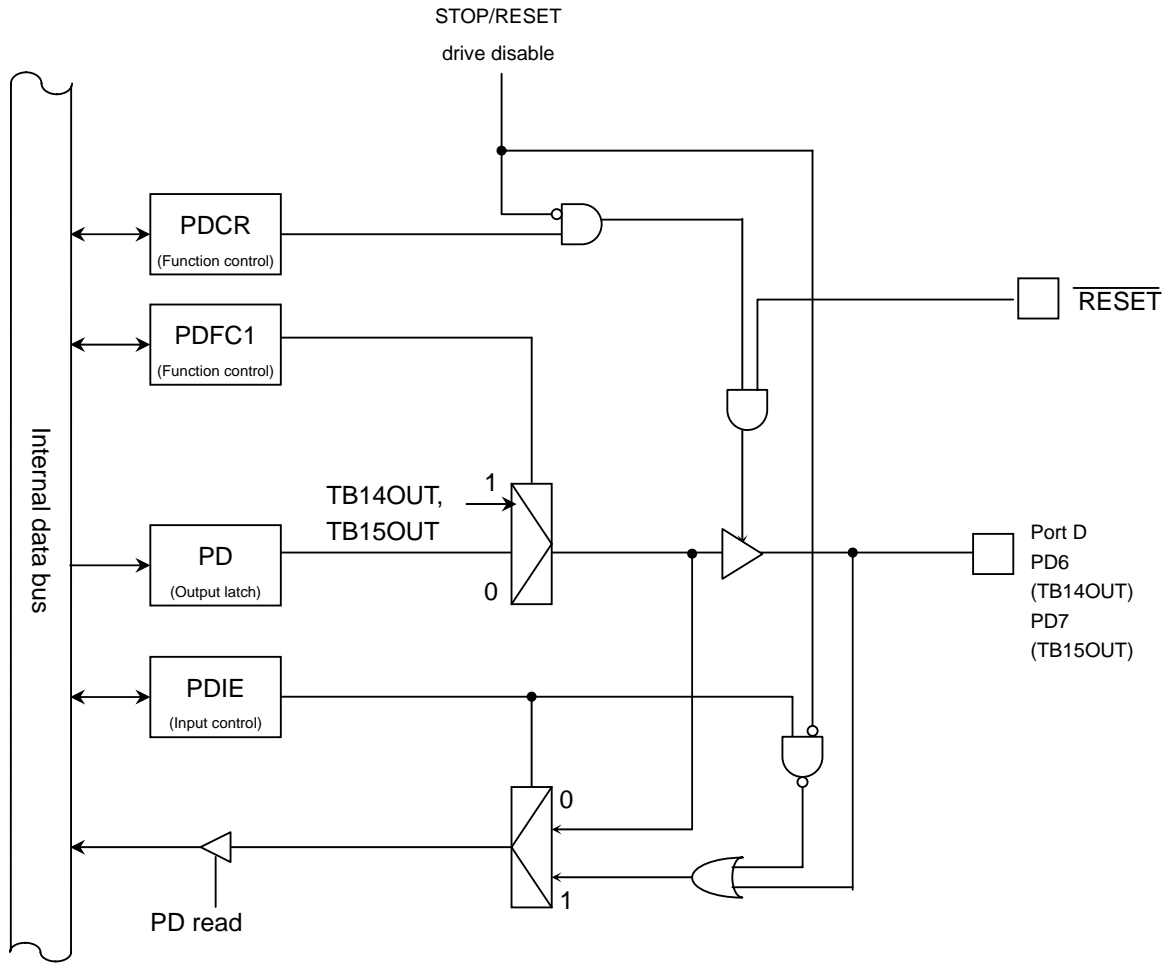 STOP/RESET
drive disable
PDCR
(Function control)
RESET
PDFC1
(Function control)
Internal data bus
1
TB14OUT,
TB15OUT
PD
(Output latch)
0
Port D
PD6
(TB14OUT)
PD7
(TB15OUT)
PDIE
(Input control)
0
1
PD read